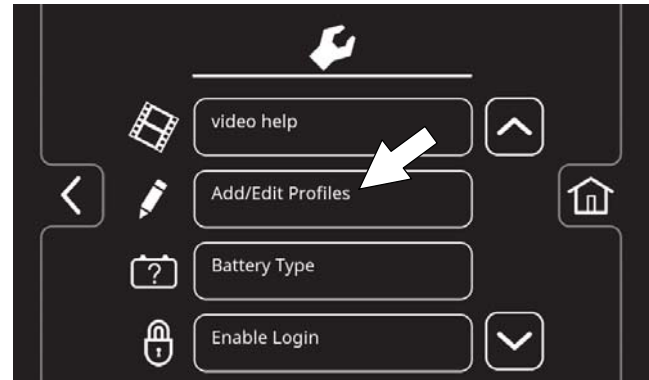 video help
Add/Edit Profiles
Battery Type
Enable Login